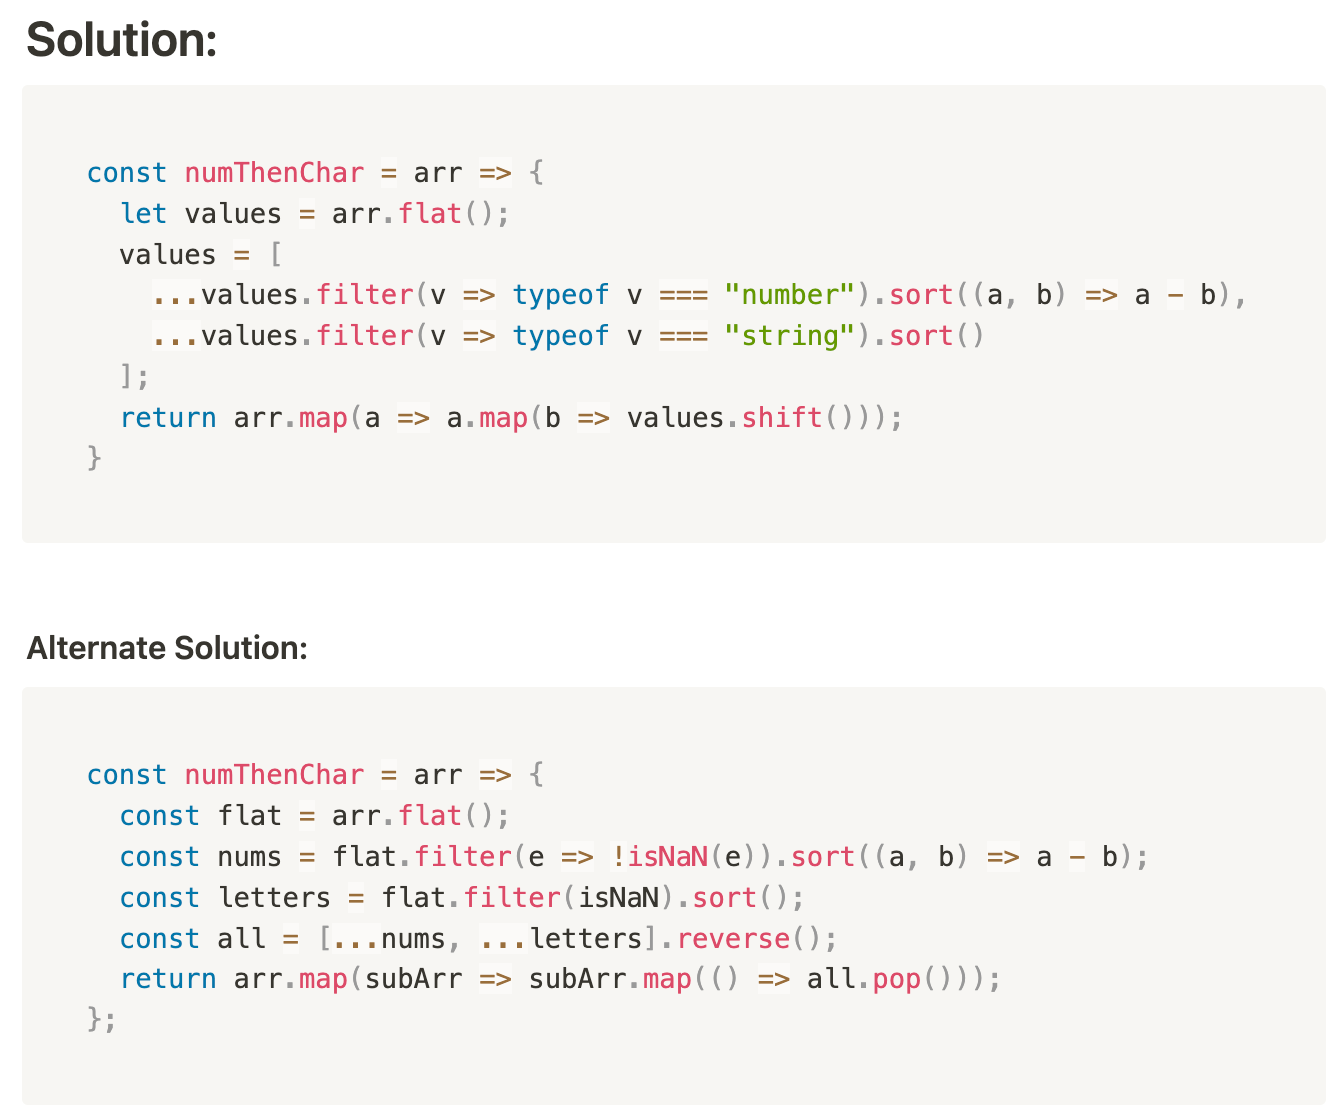 Solution:
const numThenChar = arr => {
  let values = arr.flat();
  values = [
    ...values.filter(v => typeof v === "number").sort((a, b) => a - b),
    ...values.filter(v => typeof v === "string").sort()
  ];
  return arr.map(a => a.map(b => values.shift()));
}
Alternate Solution:
const numThenChar = arr => {
  const flat = arr.flat();
  const nums = flat.filter(e => !isNaN(e)).sort((a, b) => a - b);
  const letters = flat.filter(isNaN).sort();
  const all = [...nums, ...letters].reverse();
  return arr.map(subArr => subArr.map(() => all.pop()));
};